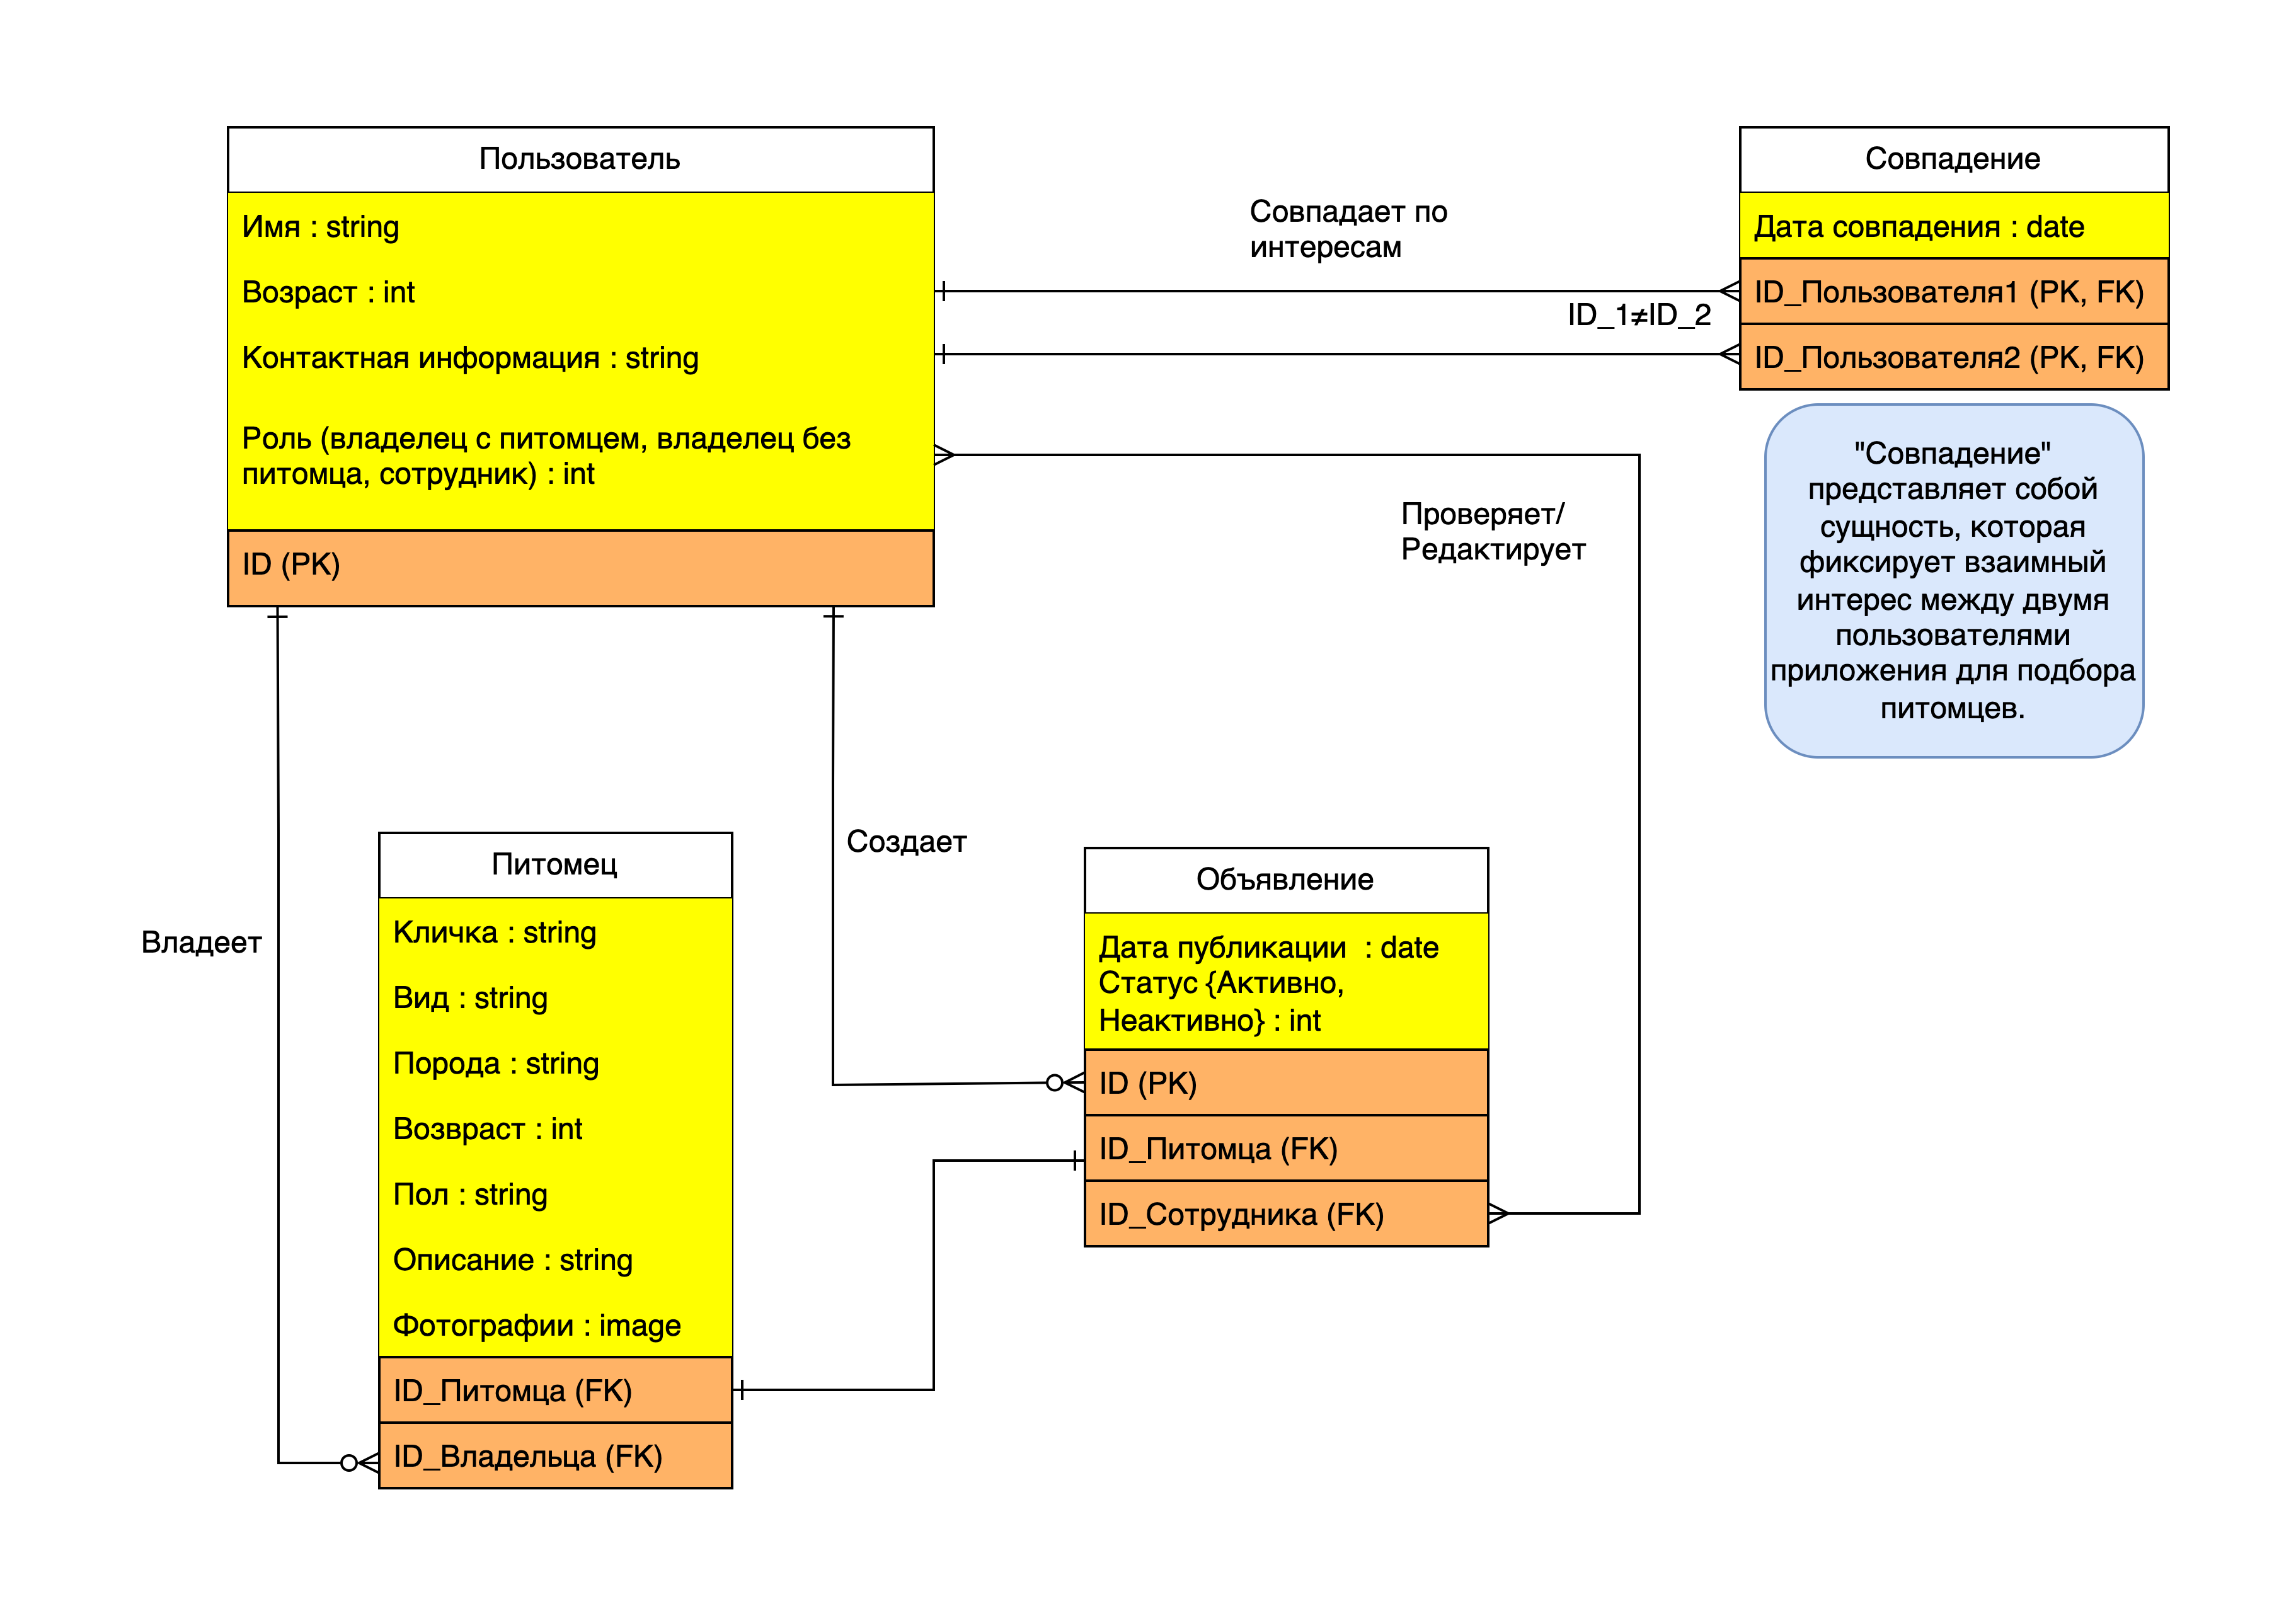 Пользователь
Имя : string
Возраст : int
Контактная информация : string
Роль (владелец с питомцем, владелец без
питомца, сотрудник) : int
ID (PK)
Совпадает по
интересам
ID_1≠ID_2
Совпадение
Дата совпадения : date
ID_Пользователя1 (PK, FK)
ID_Пользователя2 (PK, FK)
"Совпадение"
представляет собой
сущность, которая
фиксирует взаимный
интерес между двумя
пользователями
приложения для подбора
питомцев.
Проверяет/
Редактирует
Владеет
Создает
Питомец
Кличка : string
Вид : string
Порода : string
Возвраст : int
Пол : string
Описание : string
Фотографии : image
ID_Питомца (FK)
ID_Владельца (FK)
Объявление
Дата публикации  : date
Статус {Активно,
Неактивно} : int
ID (PK)
ID_Питомца (FK)
ID_Сотрудника (FK)